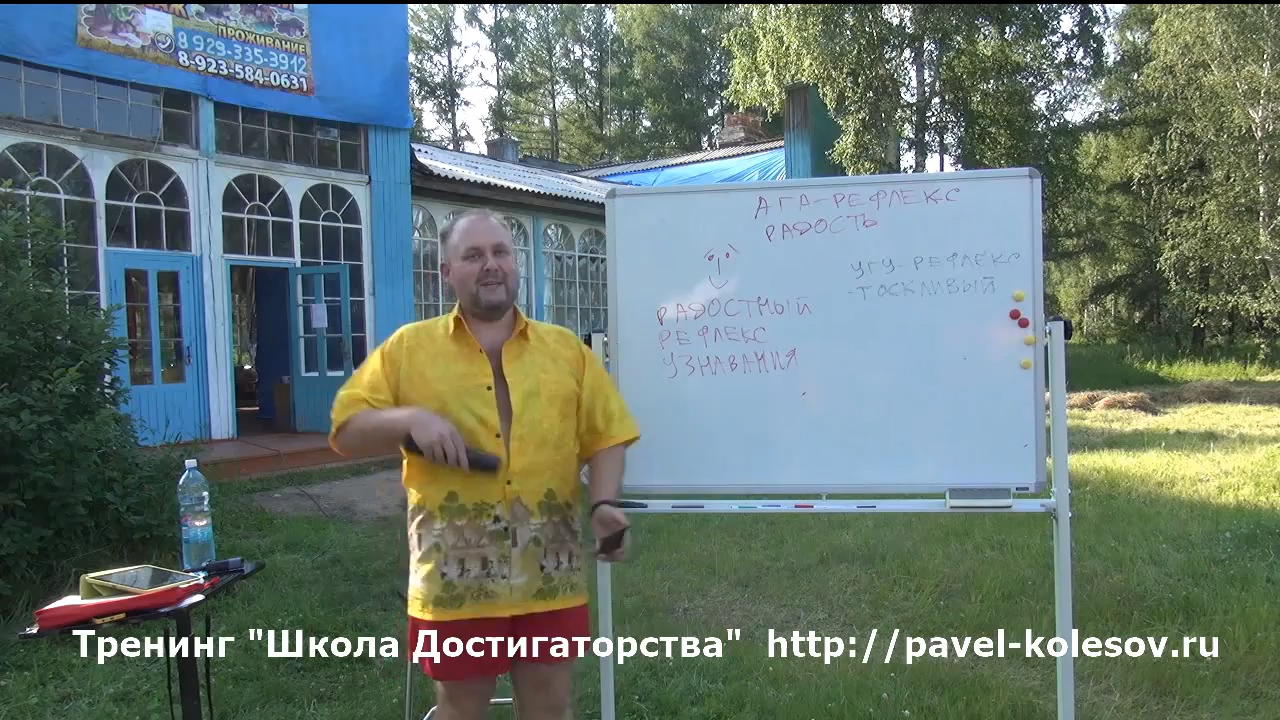 ПРОЖИВАНИЕ
8-929-335-3912
8-923-584-0631
АГА-РЕФЛЕКС
РАДОСТЬ
УГУ-РЕФЛЕКС
-ТОСКЛИВЫЙ
РАДОСТНЫЙ
РЕФЛЕКС
УЗНАВАНИЯ
Тренинг "Школа Достигаторства" http://pavel-kolesov.ru